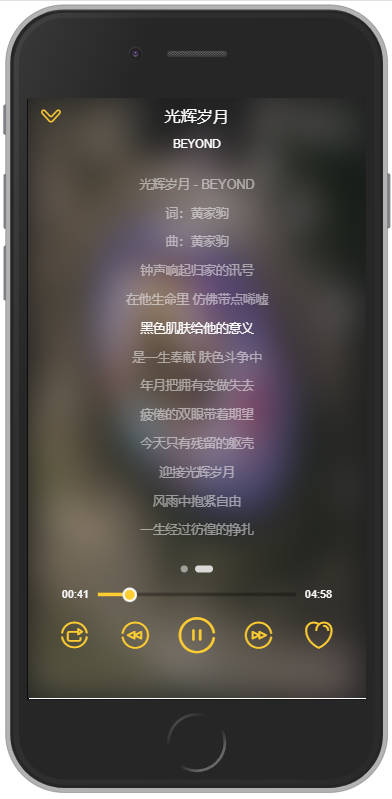 光辉岁月
BEYOND
光辉岁月 - BEYOND
词：黄家驹
曲：黄家驹
钟声响起归家的讯号
在他生命里 仿佛带点唏嘘
黑色肌肤给他的意义
是一生奉献 肤色斗争中
年月把拥有变做失去
疲倦的双眼带着期望
今天只有残留的躯壳
迎接光辉岁月
风雨中抱紧自由
一生经过彷徨的挣扎
00:41 04:58